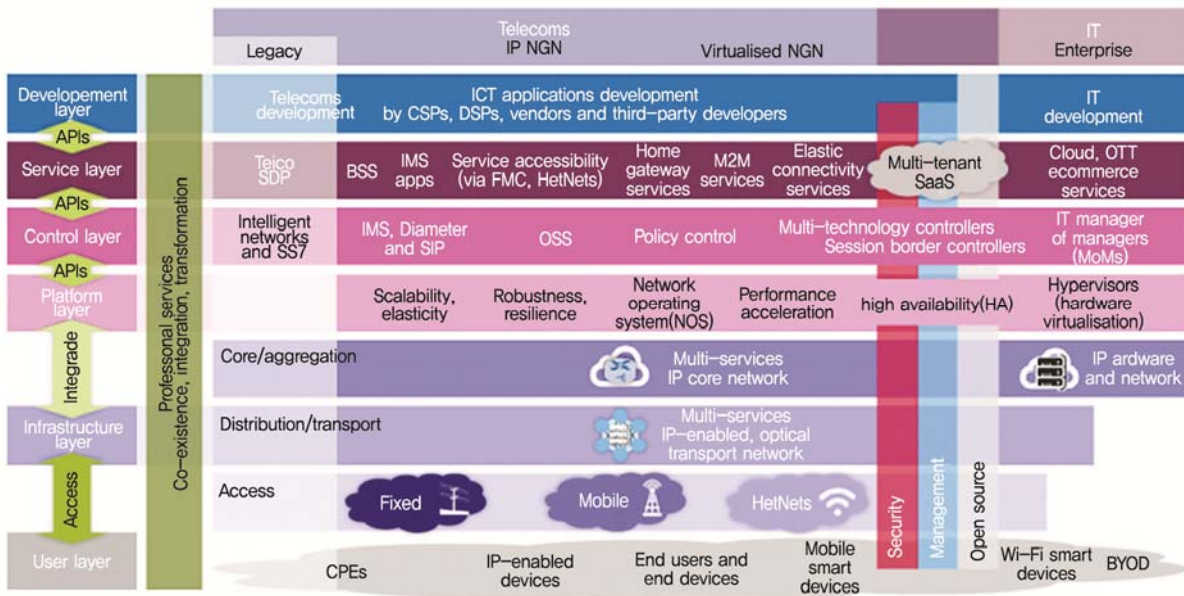 Telecoms
IT
Legacy
IP NGN
Virtualised NGN
Enterprise
Developement
layer
Telecoms
development
ICT applications development
by CSPs, DSPs, vendors and third-party developers
IT
development
APIs
Service layer
Teico
SDP
BSS
IMS
apps
Service accessibility
(via FMC, HetNets)
Home
gateway
services
M2M
services
Elastic
connectivity
services
Multi-tenant
SaaS
Cloud, OTT
ecommerce
services
APIs
Control layer
Intelligent
networks
and SS7
IMS, Diameter
and SIP
OSS
Policy control
Multi-technology controllers
Session border controllers
IT manager
of managers
(MoMs)
APIs
Platform
layer
Scalability,
elasticity
Robustness,
resilience
Network
operating
system(NOS)
Performance
acceleration
high availability(HA)
Hypervisors
(hardware
virtualisation)
Integrade
Professonal services
Co-existence, integration, transformation
Core/aggregation
Multi-services
IP core network
IP ardware
and network
Infrastructure
layer
Distribution/transport
Multi-services
IP-enabled, optical
transport network
Access
Access
Fixed
Mobile
HetNets
Security
Management
Open source
User layer
CPEs
IP-enabled
devices
End users and
end devices
Mobile
smart
devices
Wi-Fi smart
devices
BYOD